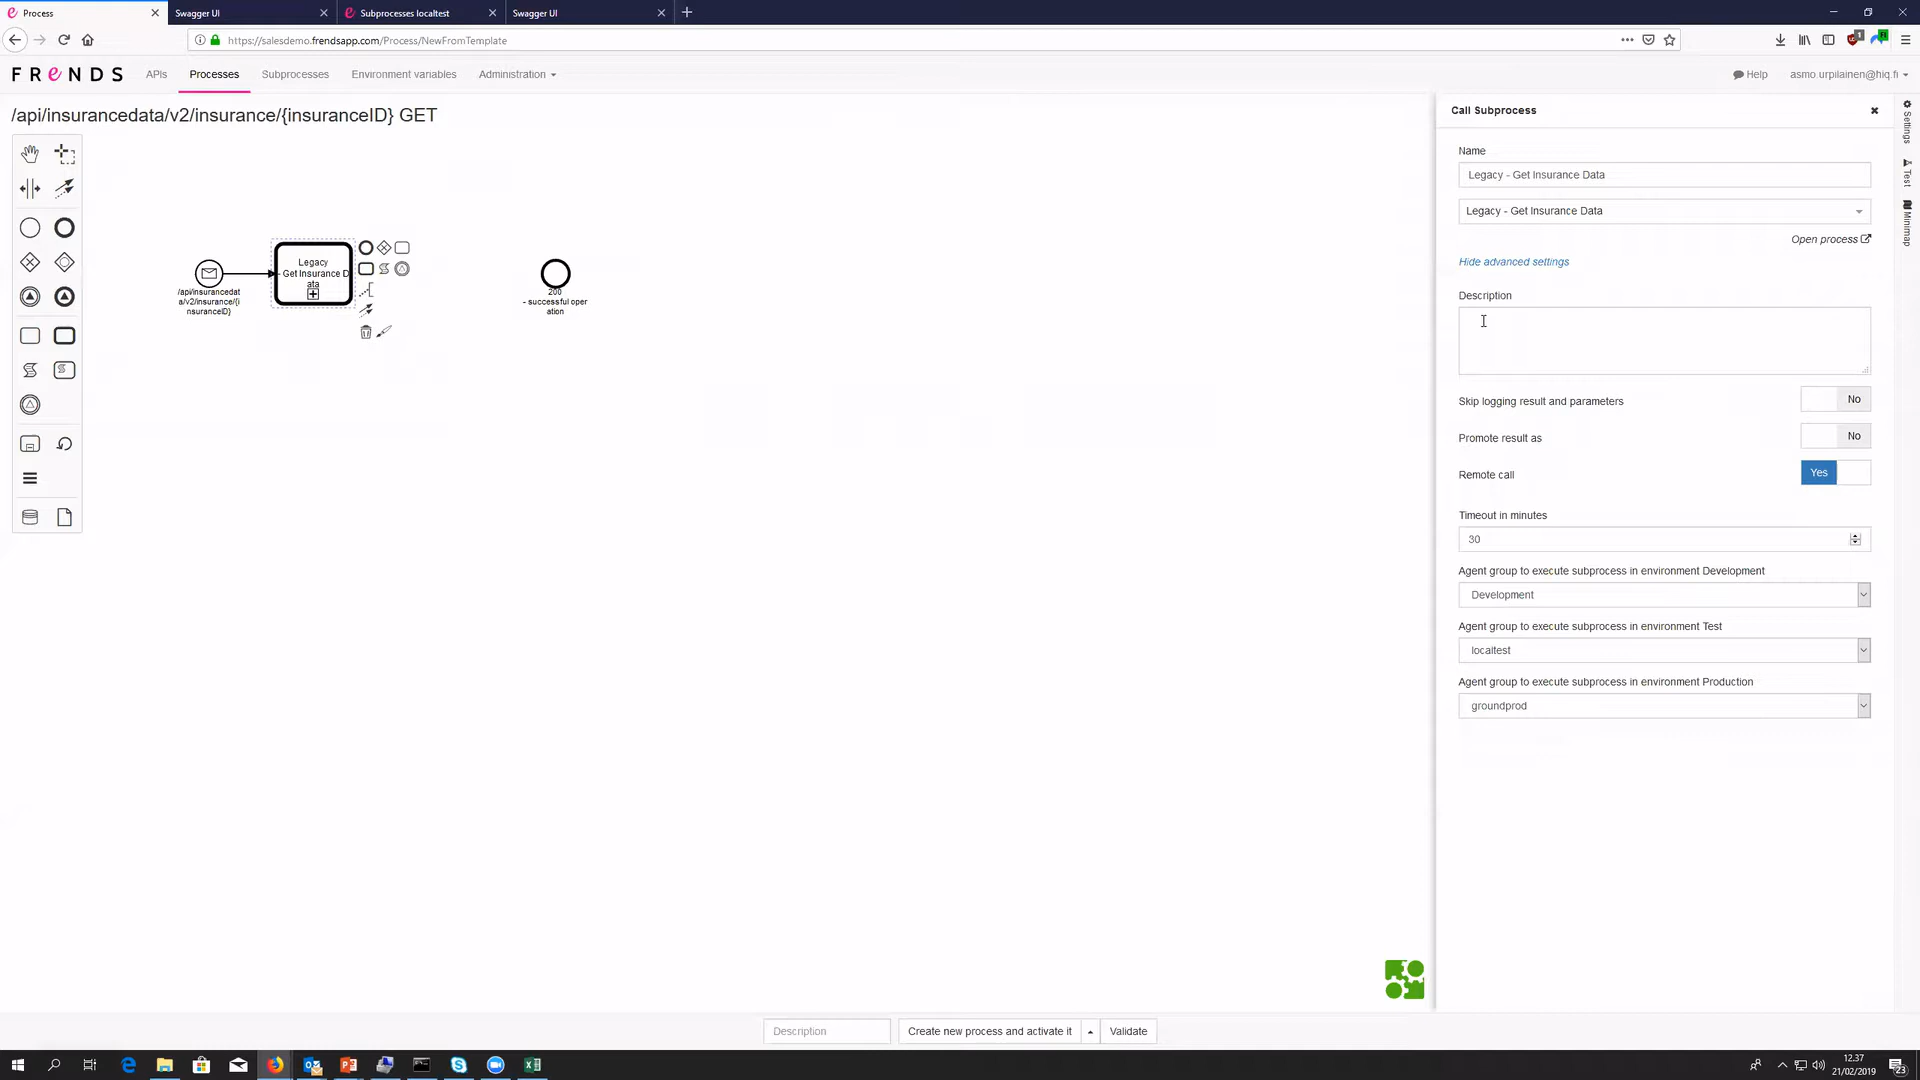 Process
Swagger UI
Subprocesses localtest
Swagger UI
https://salesdemo.frendsapp.com/Process/NewFromTemplate
FRENDS
APIs
Processes
Subprocesses
Environment variables
Administration
Help
asmo.urpilainen@hiq.fi
/api/insurancedata/v2/insurance/{insuranceID} GET
/api/insurancedat
a/v2/insurance/{i
nsuranceID}
Legacy
- Get Insurance D
ata
200
- successful oper
ation
Call Subprocess
Name
Legacy - Get Insurance Data
Legacy - Get Insurance Data
Open process
Hide advanced settings
Description
Skip logging result and parameters
No
Promote result as
No
Remote call
Yes
Timeout in minutes
30
Agent group to execute subprocess in environment Development
Development
Agent group to execute subprocess in environment Test
localtest
Agent group to execute subprocess in environment Production
groundprod
Settings
Test
Minimap
Description
Create new process and activate it
Validate
12.37
21/02/2019
23